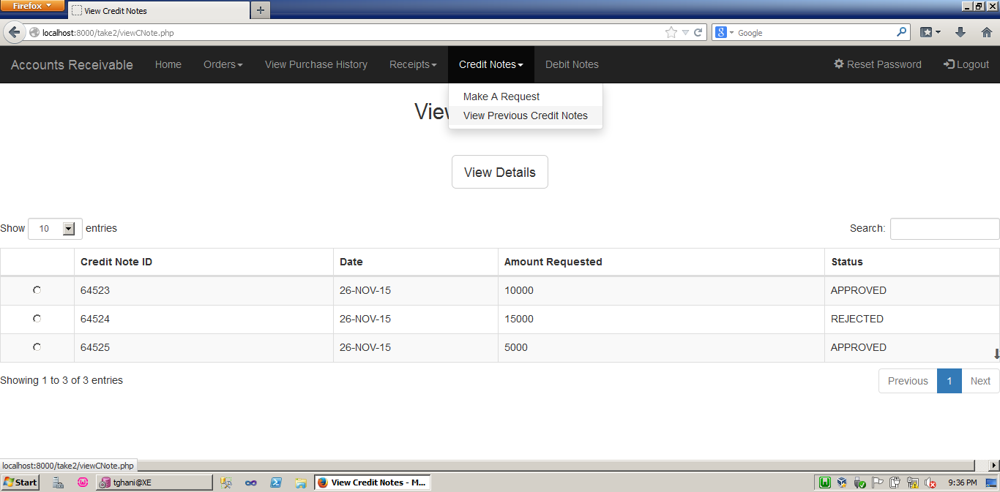 Firefox
View Credit Notes
localhost:8000/take2/viewCNote.php
Google
Accounts Receivable Home Orders View Purchase History Receipts Credit Notes Debit Notes Reset Password Logout
Make A Request
View Previous Credit Notes
View Details
Show 10 entries Search:
Credit Note ID Date Amount Requested Status
64523 26-NOV-15 10000 APPROVED
64524 26-NOV-15 15000 REJECTED
64525 26-NOV-15 5000 APPROVED
Showing 1 to 3 of 3 entries Previous 1 Next
localhost:8000/take2/viewCNote.php
Start tghani@XE View Credit Notes - M... 9:36 PM